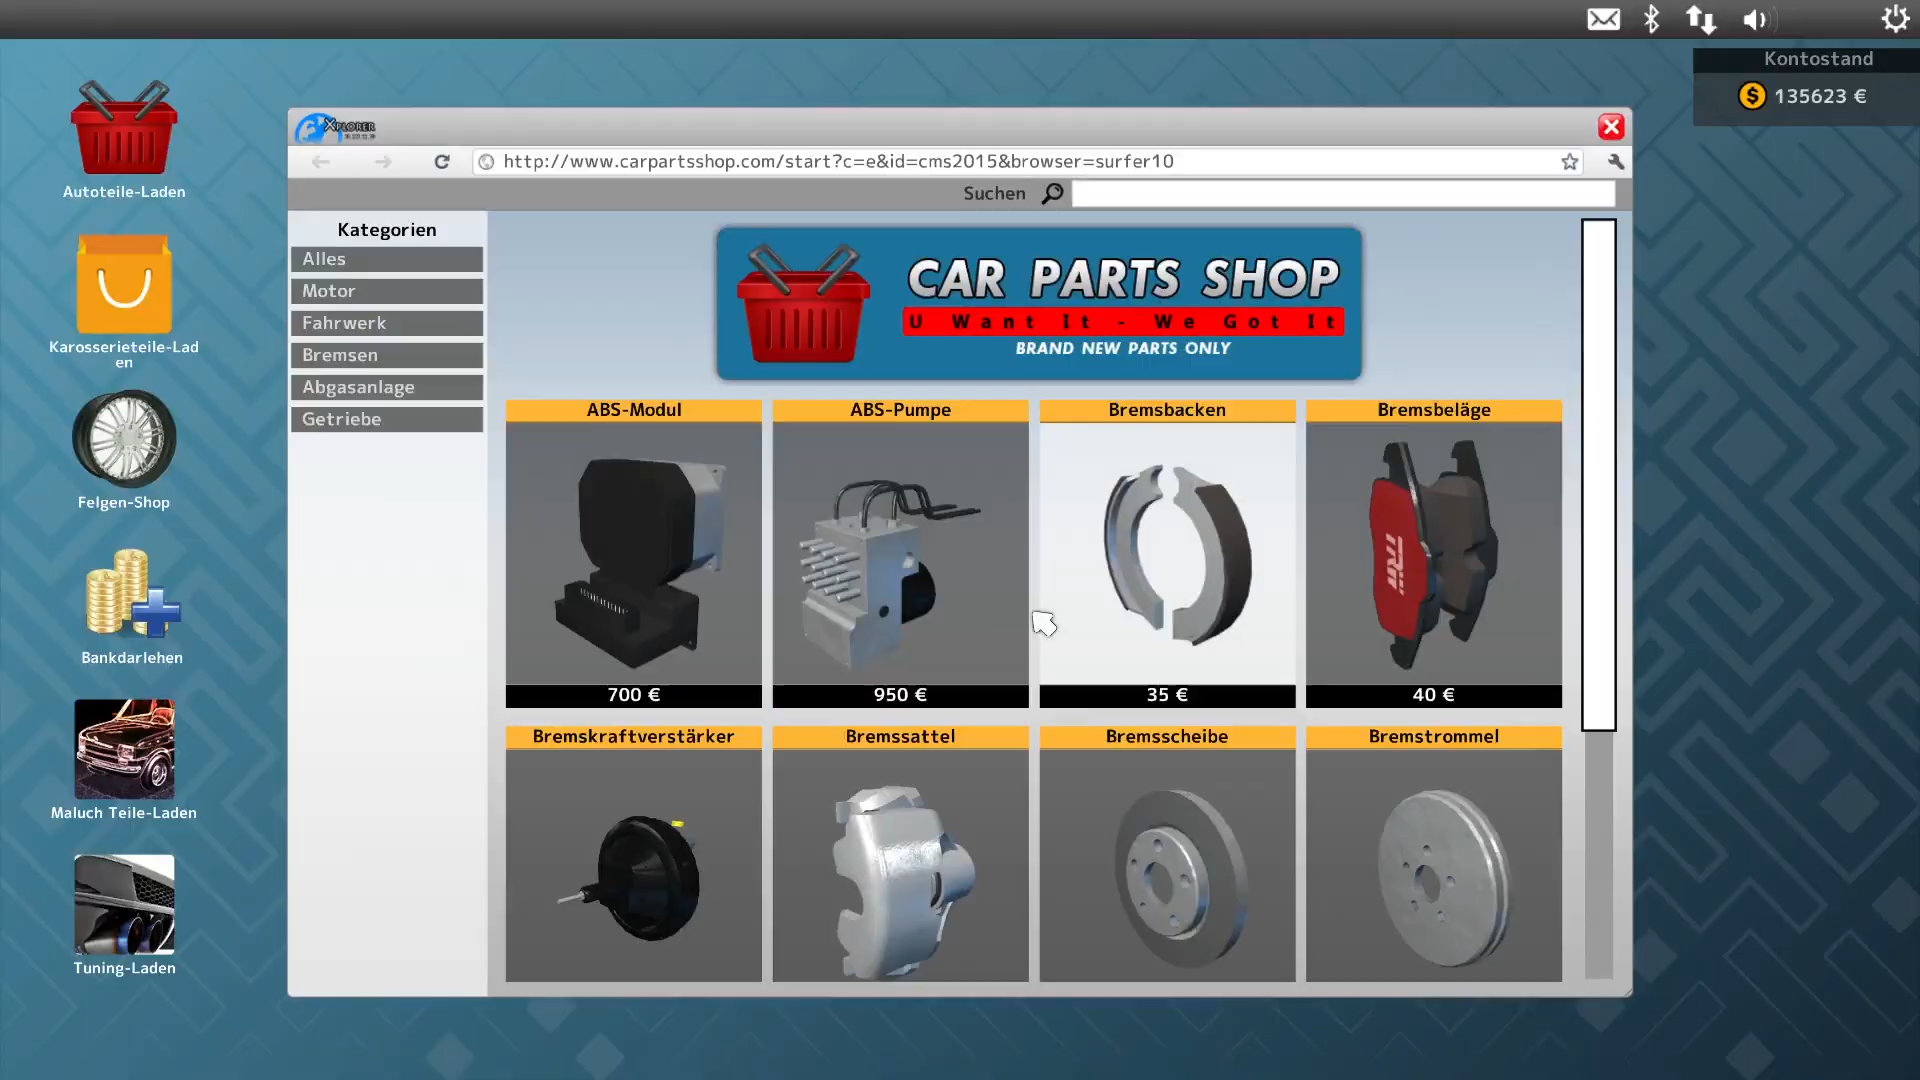 Kontostand
135623 €
Autoteile-Laden
Karosserieteile-Lad
en
Felgen-Shop
Bankdarlehen
Maluch Teile-Laden
Tuning-Laden
XPLORER
http://www.carpartsshop.com/start?c=e&id=cms2015&browser=surfer10
Suchen
Kategorien
Alles
Motor
Fahrwerk
Bremsen
Abgasanlage
Getriebe
CAR PARTS SHOP
U Want It - We Got It
BRAND NEW PARTS ONLY
ABS-Modul
ABS-Pumpe
Bremsbacken
Bremsbeläge
TRW
700 €
950 €
35 €
40 €
Bremskraftverstärker
Bremssattel
Bremsscheibe
Bremstrommel